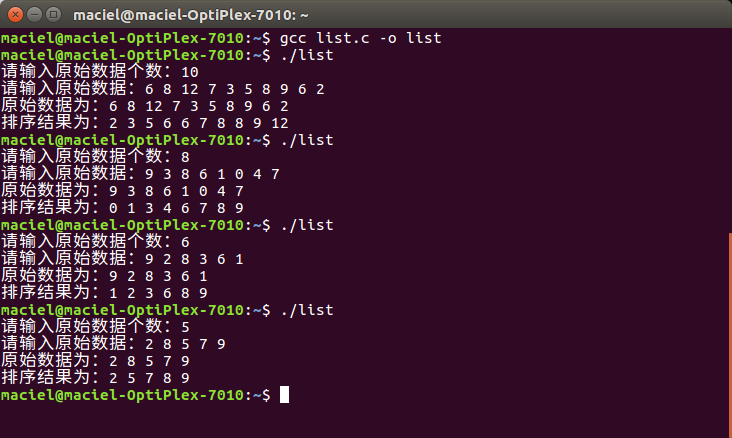 maciel@maciel-OptiPlex-7010: ~
maciel@maciel-OptiPlex-7010:~$ gcc list.c -o list
maciel@maciel-OptiPlex-7010:~$ ./list
请输入原始数据个数：10
请输入原始数据：6 8 12 7 3 5 8 9 6 2
原始数据为：6 8 12 7 3 5 8 9 6 2
排序结果为：2 3 5 6 6 7 8 8 9 12
maciel@maciel-OptiPlex-7010:~$ ./list
请输入原始数据个数：8
请输入原始数据：9 3 8 6 1 0 4 7
原始数据为：9 3 8 6 1 0 4 7
排序结果为：0 1 3 4 6 7 8 9
maciel@maciel-OptiPlex-7010:~$ ./list
请输入原始数据个数：6
请输入原始数据：9 2 8 3 6 1
原始数据为：9 2 8 3 6 1
排序结果为：1 2 3 6 8 9
maciel@maciel-OptiPlex-7010:~$ ./list
请输入原始数据个数：5
请输入原始数据：2 8 5 7 9
原始数据为：2 8 5 7 9
排序结果为：2 5 7 8 9
maciel@maciel-OptiPlex-7010:~$